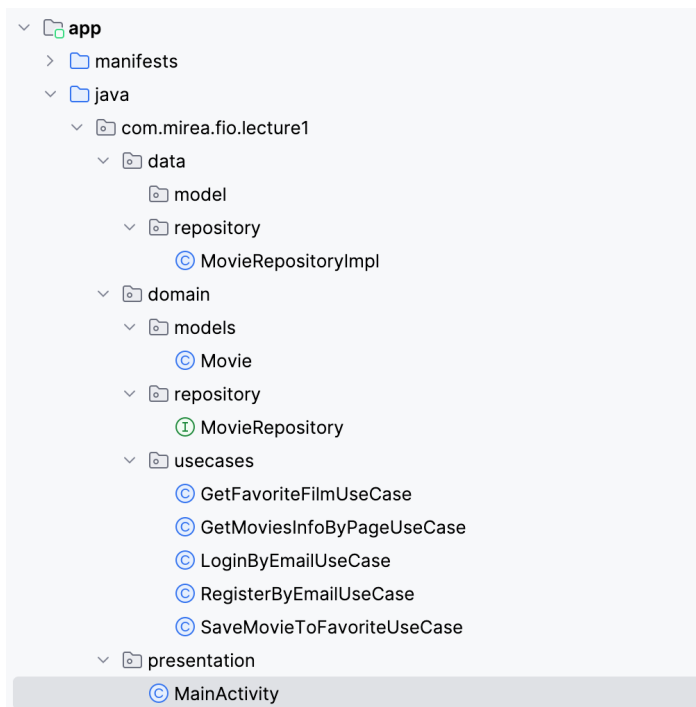 app
manifests
java
com.mirea.fio.lecture1
data
model
repository
C MovieRepositoryImpl
domain
models
C Movie
repository
I MovieRepository
usecases
C GetFavoriteFilmUseCase
C GetMoviesInfoByPageUseCase
C LoginByEmailUseCase
C RegisterByEmailUseCase
C SaveMovieToFavoriteUseCase
presentation
C MainActivity